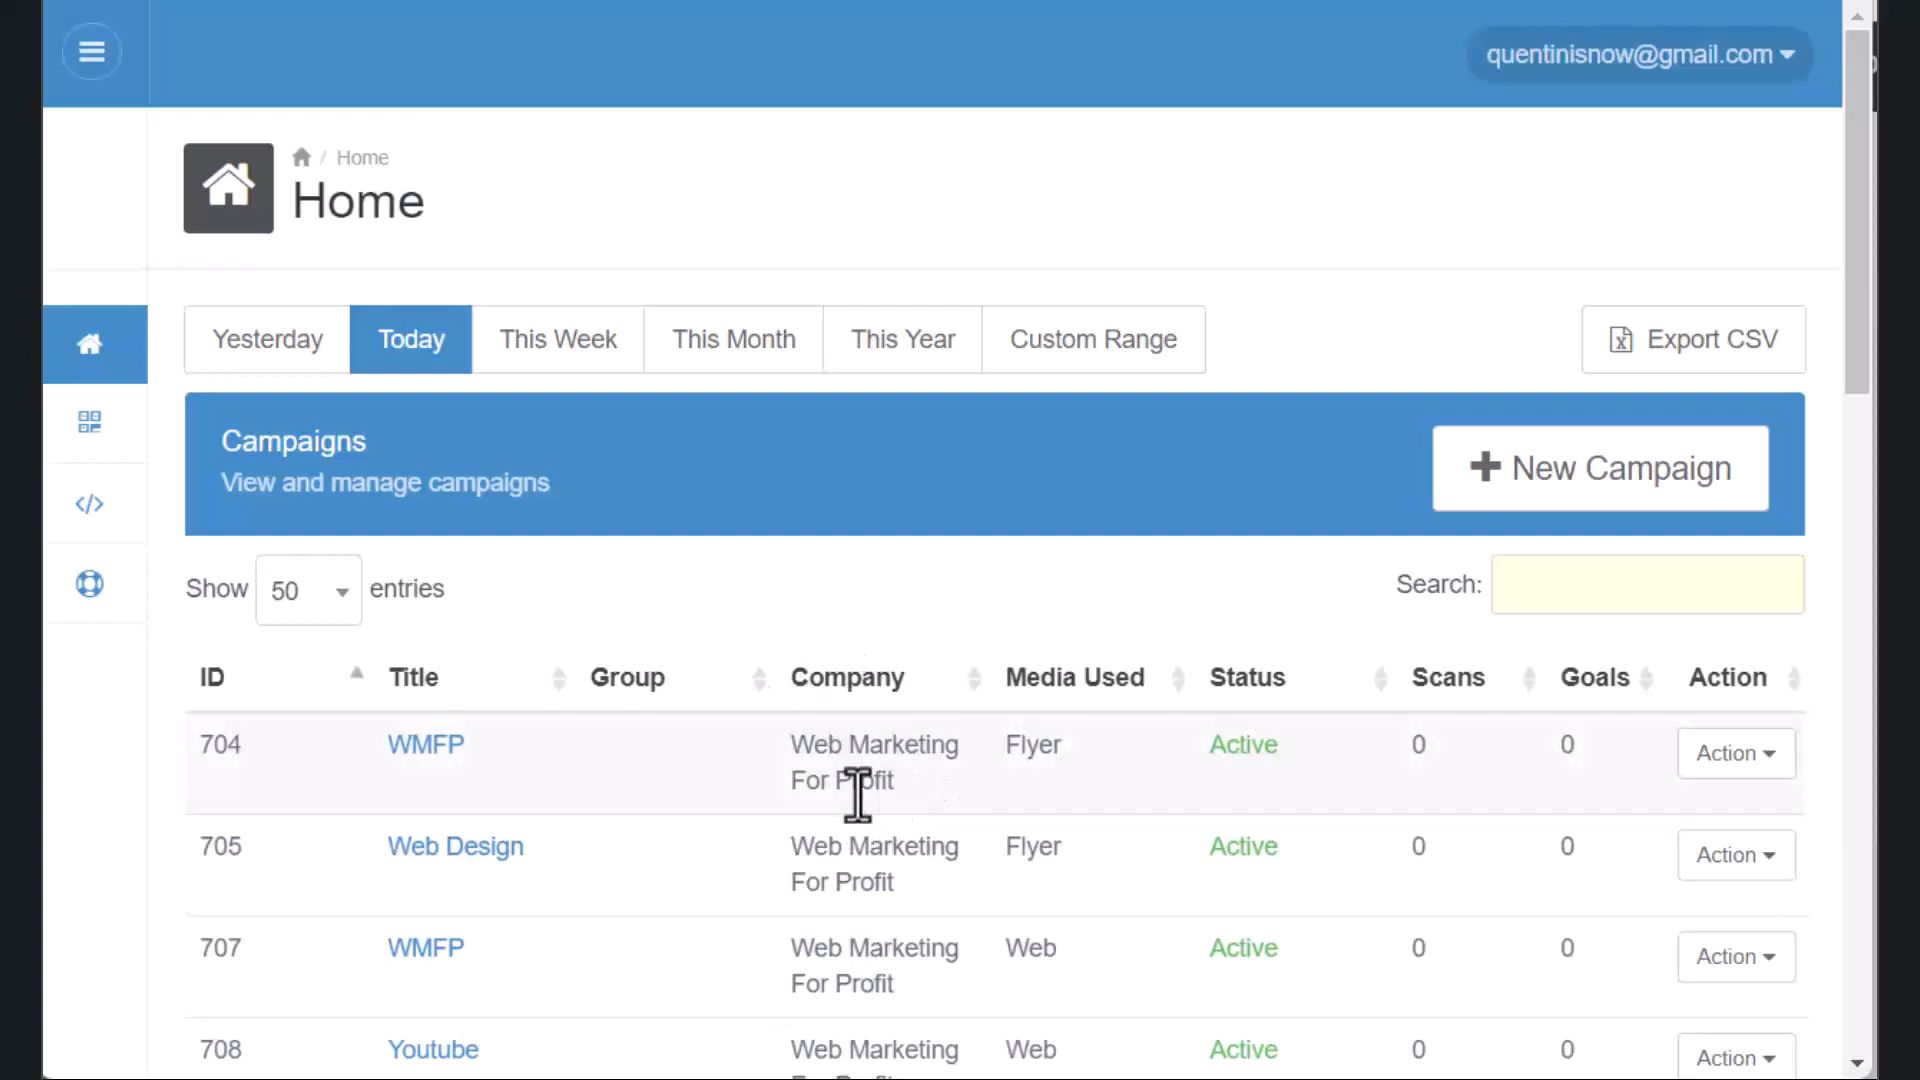 quentinisnow@gmail.com
/ Home
Home
Yesterday Today This Week This Month This Year Custom Range Export CSV
Campaigns
View and manage campaigns
New Campaign
Show 50 entries Search:
ID Title Group Company Media Used Status Scans Goals Action
704 WMFP Web Marketing Flyer Active 0 0 Action
For Profit
705 Web Design Web Marketing Flyer Active 0 0 Action
For Profit
707 WMFP Web Marketing Web Active 0 0 Action
For Profit
708 Youtube Web Marketing Web Active 0 0 Action